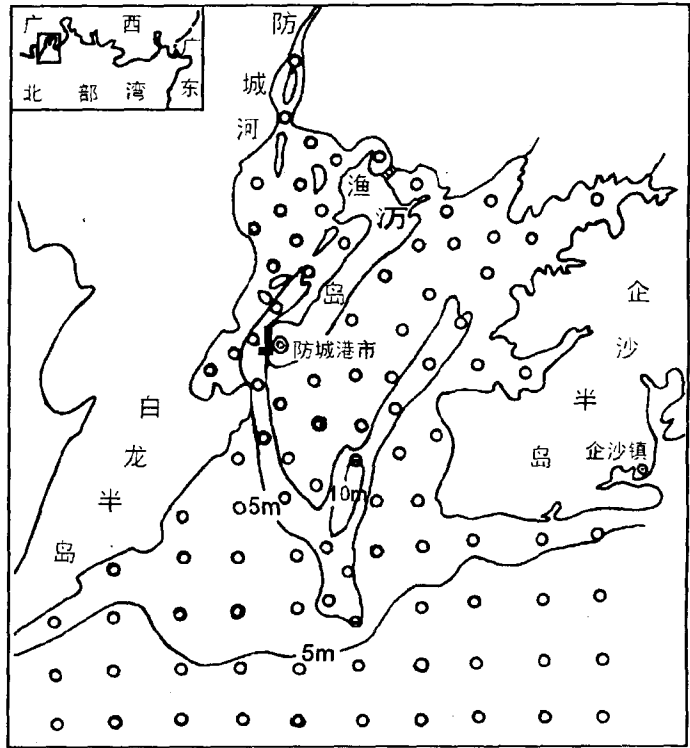 广 西
广
东
北 部 湾
防
城
河
渔
沥
岛
防城港市
企
沙
半
岛
企沙镇
白
龙
半
岛
5m
10m
5m